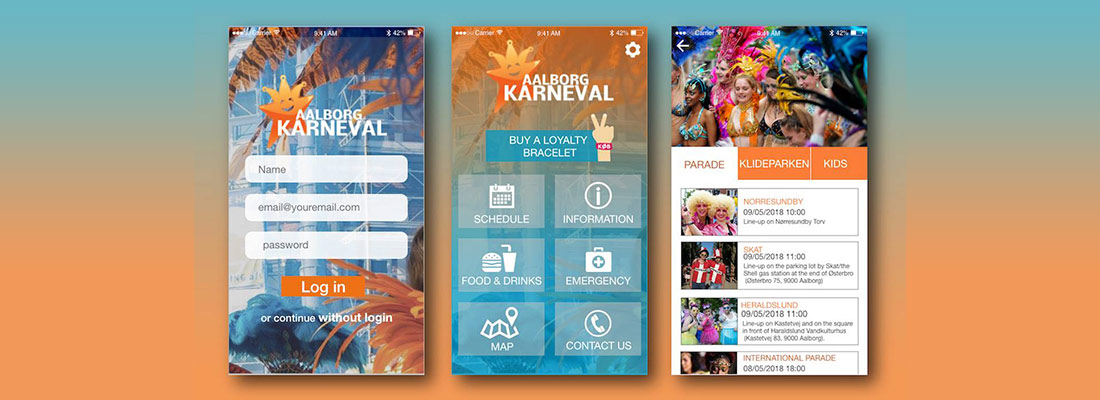 Carrier 9:41 AM 42%
AALBORG
KARNEVAL
Name
email@youremail.com
password
Log in
or continue without login
Carrier 9:41 AM 42%
AALBORG
KARNEVAL
BUY A LOYALTY
BRACELET
KØB
SCHEDULE
INFORMATION
FOOD & DRINKS
EMERGENCY
MAP
CONTACT US
Carrier 9:41 AM 42%
PARADE
KLIDEPARKEN
KIDS
NORRESUNDBY
09/05/2018 10:00
Line-up on Nørresundby Torv
SKAT
09/05/2018 11:00
Line-up on the parking lot by Skat/the
Shell gas station at the end of Østerbro
(Østerbro 75, 9000 Aalborg)
HERALDSLUND
09/05/2018 11:00
Line-up on Kastetvej and on the square
in front of Haraldslund Vandkulturhus
(Kastetvej 83, 9000 Aalborg).
INTERNATIONAL PARADE
08/05/2018 18:00